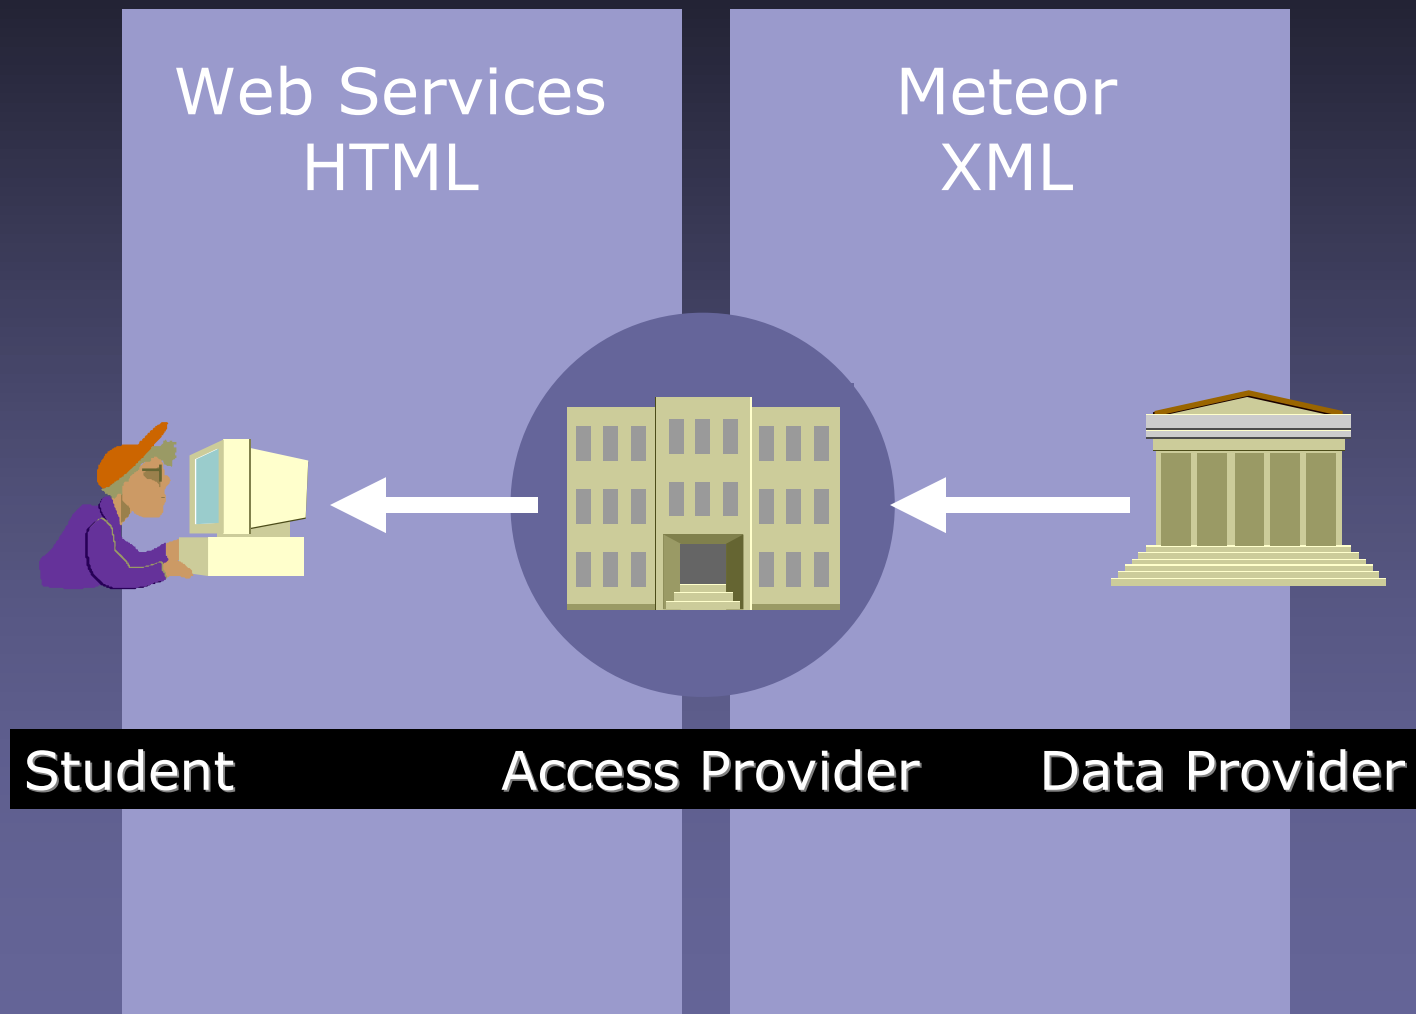 Web Services
HTML
Meteor
XML
Student
Access Provider
Data Provider